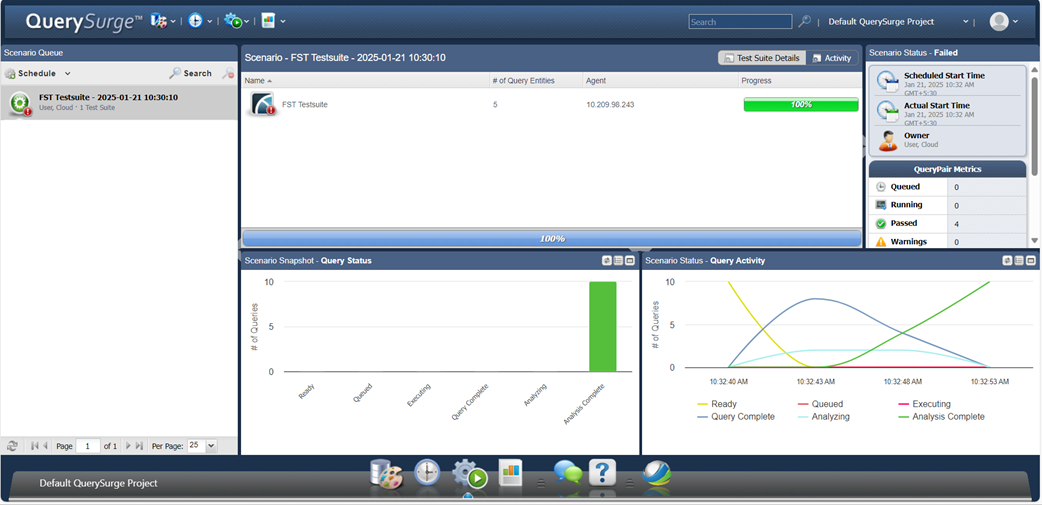 QuerySurge™
Search
Default QuerySurge Project
Scenario Queue
Schedule
Search
FST Testsuite - 2025-01-21 10:30:10
User, Cloud · 1 Test Suite
Page 1 of 1
Per Page: 25
Scenario - FST Testsuite - 2025-01-21 10:30:10
Test Suite Details
Activity
Name
# of Query Entities
Agent
Progress
FST Testsuite
5
10.209.98.243
100%
100%
Scenario Status - Failed
Scheduled Start Time
Jan 21, 2025 10:32 AM
GMT+5:30
Actual Start Time
Jan 21, 2025 10:32 AM
GMT+5:30
Owner
User, Cloud
QueryPair Metrics
Queued 0
Running 0
Passed 4
Warnings 0
Scenario Snapshot - Query Status
10
5
0
# of Queries
Ready
Queued
Executing
Query Complete
Analyzing
Analysis Complete
Scenario Status - Query Activity
10
5
0
# of Queries
10:32:40 AM
10:32:43 AM
10:32:48 AM
10:32:53 AM
Ready
Queued
Executing
Query Complete
Analyzing
Analysis Complete
Default QuerySurge Project
?